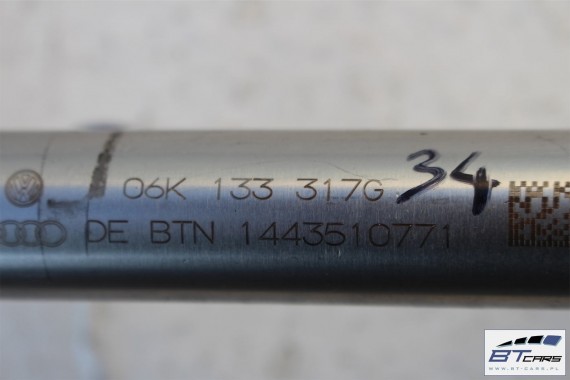 06K 133 317G 34
DE BTN 1443510771
BTCARS
WWW.BT-CARS.PL